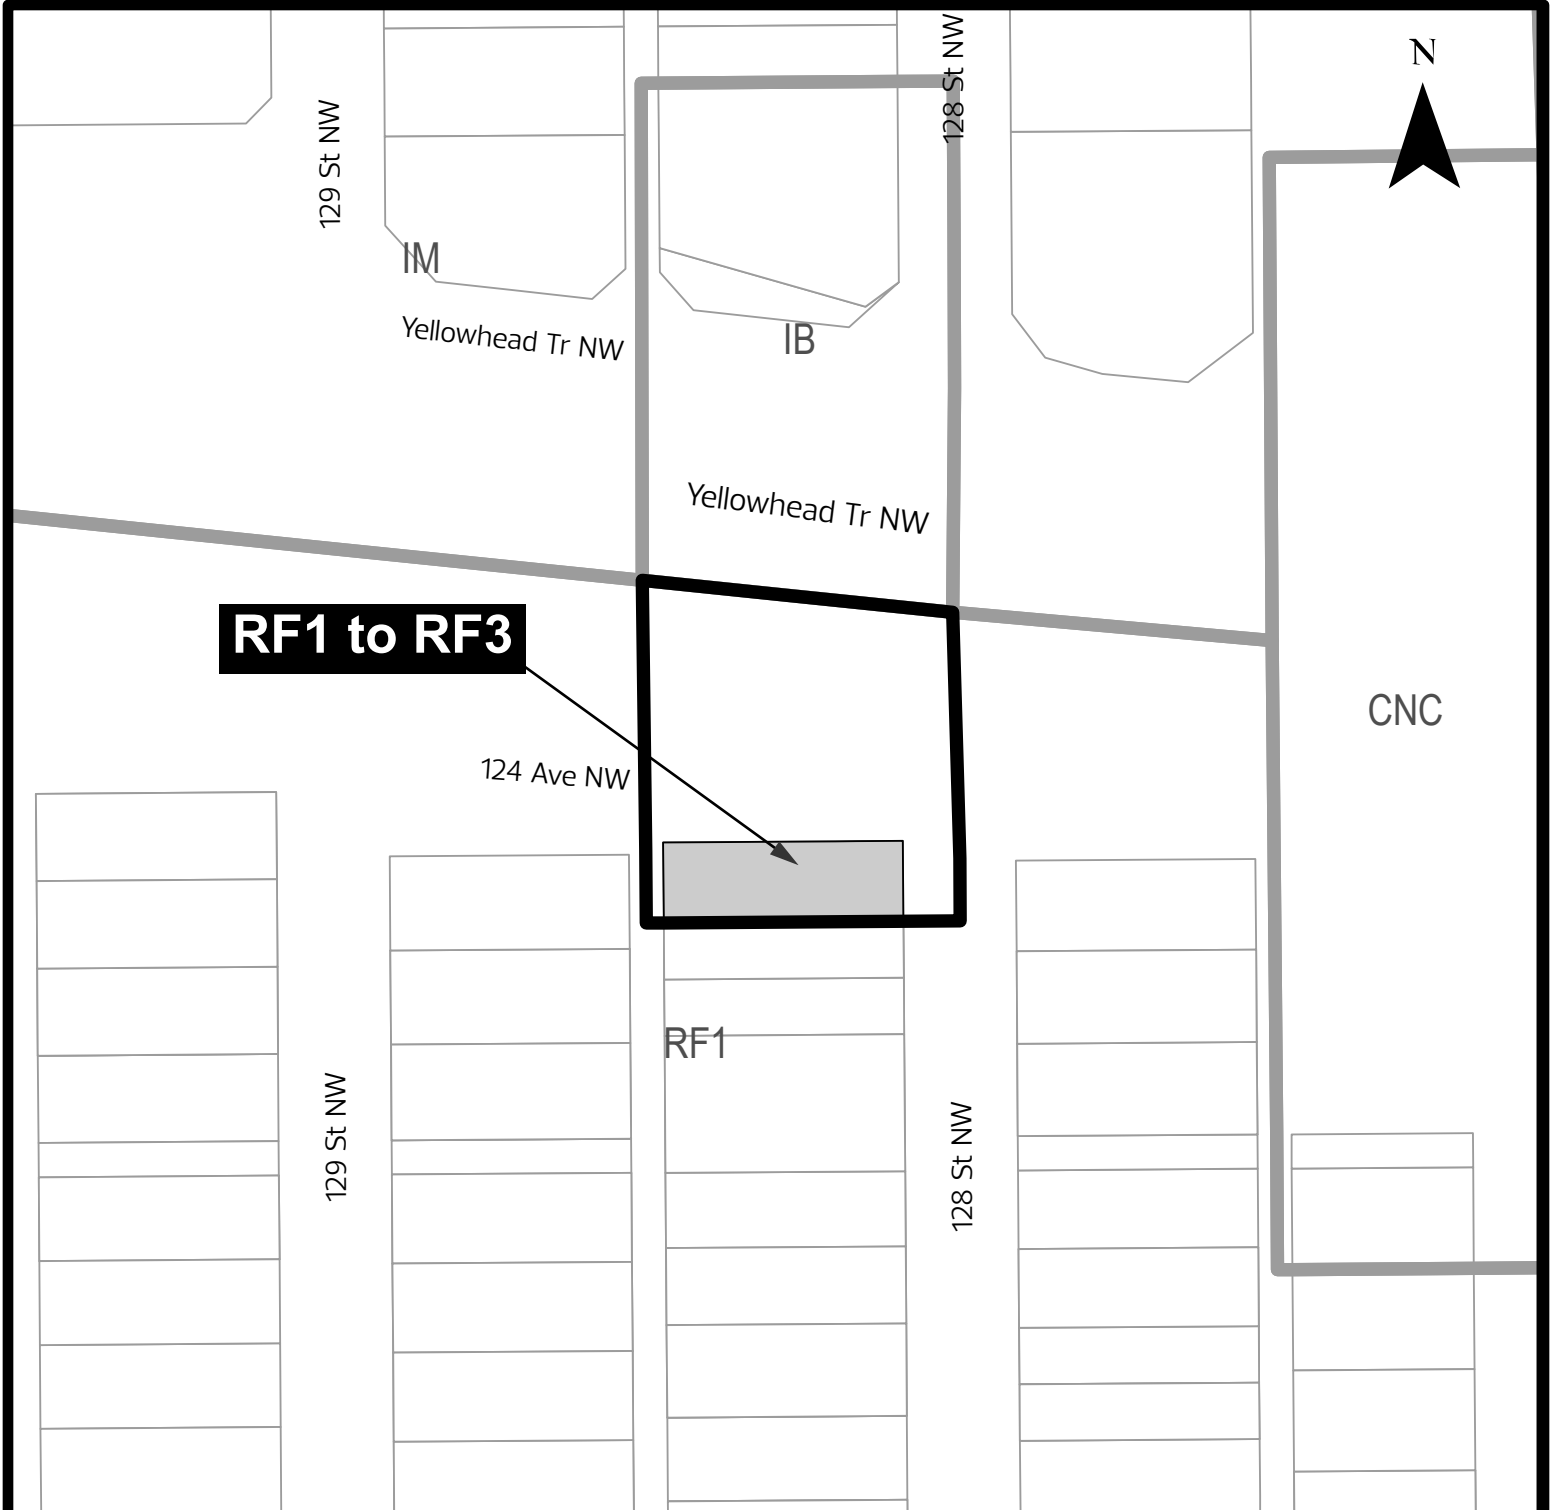 128 St NW
N
129 St NW
IM
Yellowhead Tr NW
IB
Yellowhead Tr NW
RF1 to RF3
CNC
124 Ave NW
RF1
129 St NW
128 St NW